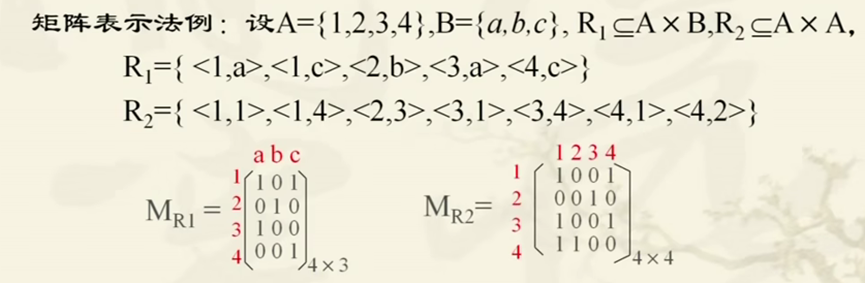 矩阵表示法例：设A={1,2,3,4},B={a,b,c}, R₁⊆A×B,R₂⊆A×A，
R₁={ <1,a>,<1,c>,<2,b>,<3,a>,<4,c>}
R₂={ <1,1>,<1,4>,<2,3>,<3,1>,<3,4>,<4,1>,<4,2>}
a b c
1 1 0 1
M_R1 = 2 0 1 0
3 1 0 0
4 0 0 1 4×3
1 2 3 4
1 1 0 0 1
M_R2= 2 0 0 1 0
3 1 0 0 1
4 1 1 0 0 4×4